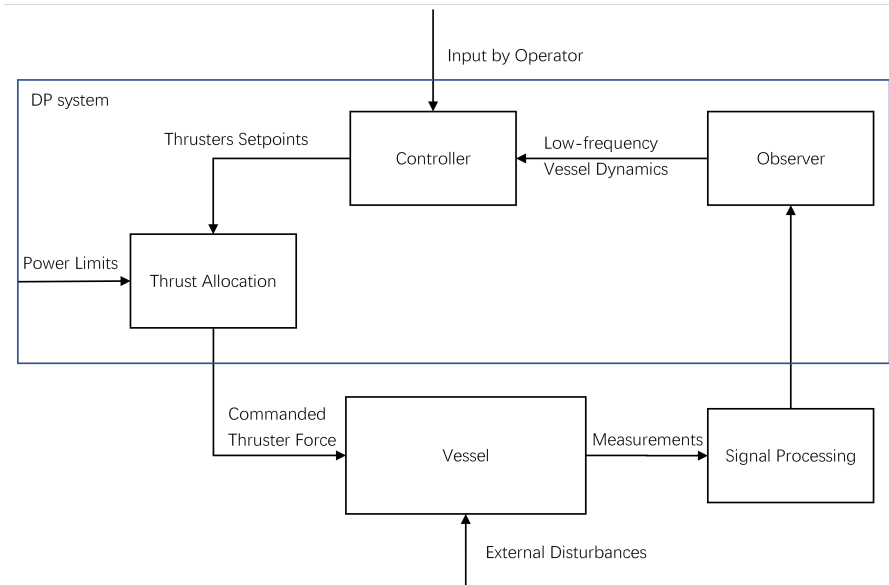 Input by Operator
DP system
Thrusters Setpoints
Controller
Low-frequency
Vessel Dynamics
Observer
Power Limits
Thrust Allocation
Commanded
Thruster Force
Vessel
Measurements
Signal Processing
External Disturbances